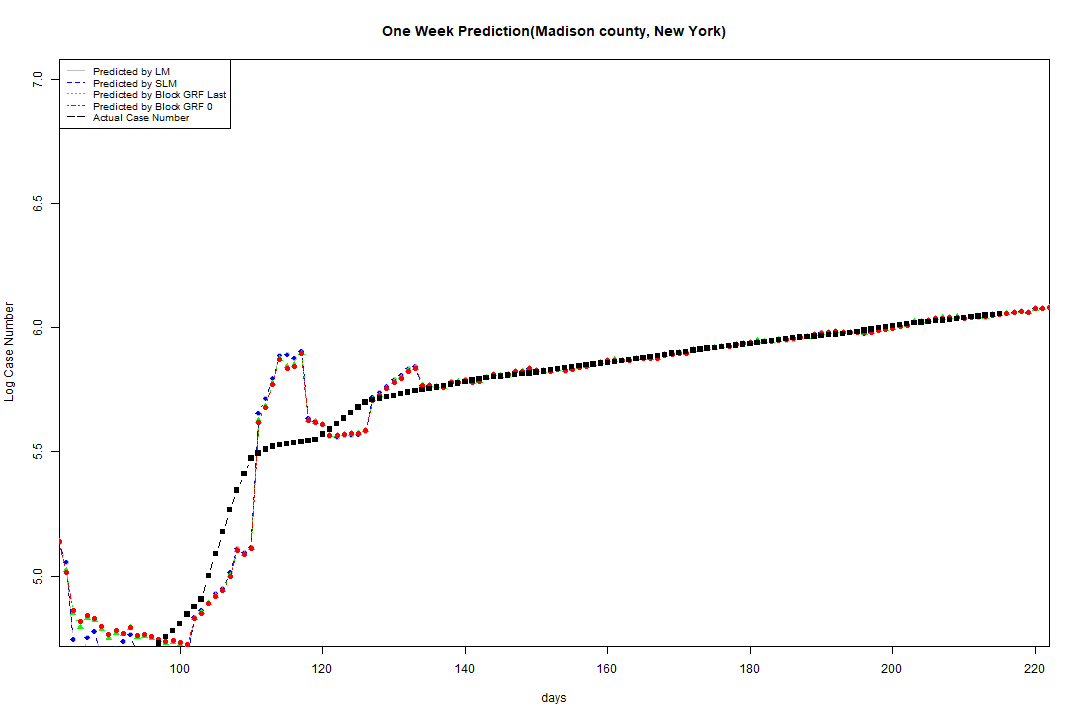 One Week Prediction(Madison county, New York)
Predicted by LM
Predicted by SLM
Predicted by Block GRF Last
Predicted by Block GRF 0
Actual Case Number
Log Case Number
7.0
6.5
6.0
5.5
5.0
100 120 140 160 180 200 220
days